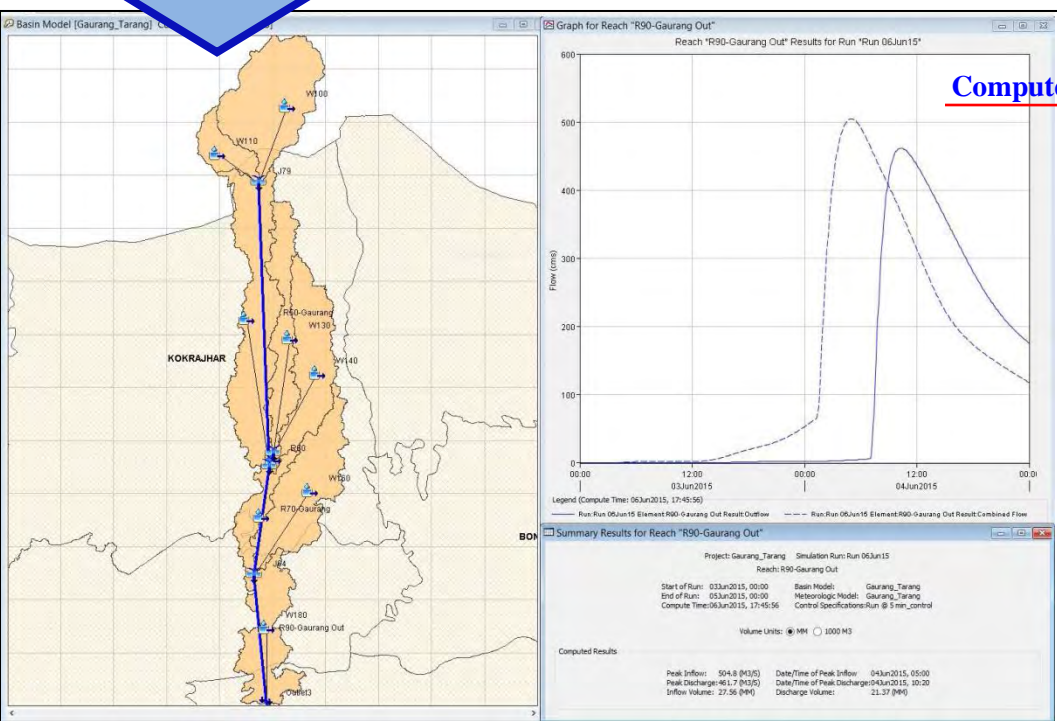 Basin Model [Gaurang_Tarang]
W100
W110
J79
R50-Gaurang
W130
W140
KOKRAJHAR
R60
W150
R70-Gaurang
BON
J84
W180
R90-Gaurang Out
Outlet3
Graph for Reach "R90-Gaurang Out"
Reach "R90-Gaurang Out" Results for Run "Run 06Jun15"
Compute
600
500
400
300
200
100
0
Flow (cms)
00:00 12:00 00:00 12:00 00:0
03Jun2015 04Jun2015
Legend (Compute Time: 06Jun2015, 17:45:56)
Run:Run 06Jun15 Element:R90-Gaurang Out Result:Outflow Run:Run 06Jun15 Element:R90-Gaurang Out Result:Combined Flow
Summary Results for Reach "R90-Gaurang Out"
Project: Gaurang_Tarang Simulation Run: Run 06Jun15
Reach: R90-Gaurang Out
Start of Run: 03Jun2015, 00:00 Basin Model: Gaurang_Tarang
End of Run: 05Jun2015, 00:00 Meteorologic Model: Gaurang_Tarang
Compute Time:06Jun2015, 17:45:56 Control Specifications:Run @ 5 min_control
Volume Units: MM 1000 M3
Computed Results
Peak Inflow: 504.8 (M3/S) Date/Time of Peak Inflow 04Jun2015, 05:00
Peak Discharge:461.7 (M3/S) Date/Time of Peak Discharge:04Jun2015, 10:20
Inflow Volume: 27.56 (MM) Discharge Volume: 21.37 (MM)